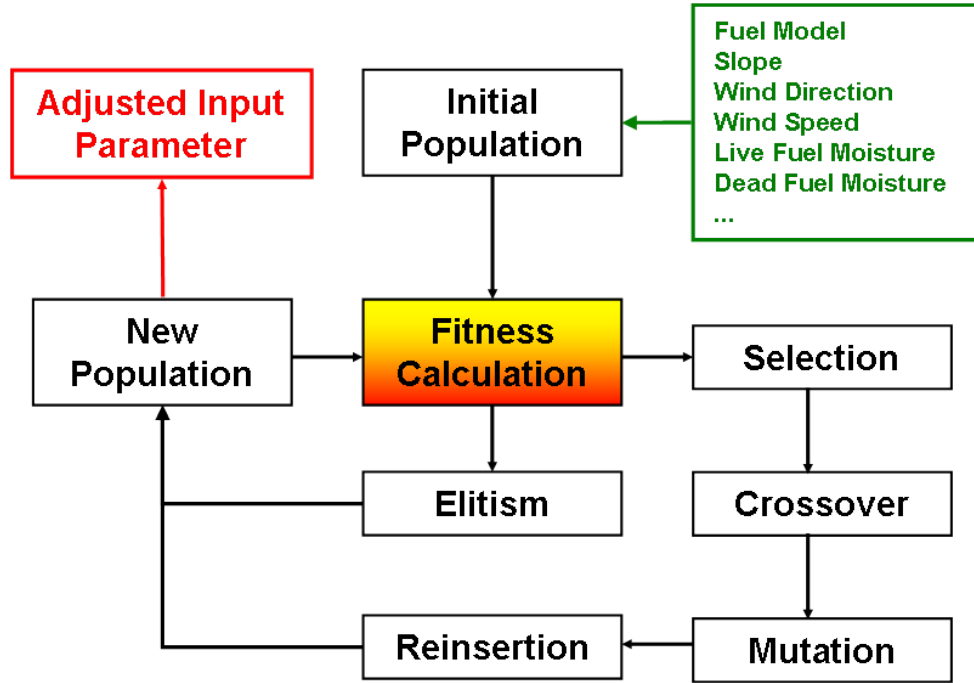 Adjusted Input
Parameter
Initial
Population
Fuel Model
Slope
Wind Direction
Wind Speed
Live Fuel Moisture
Dead Fuel Moisture
...
New
Population
Fitness
Calculation
Selection
Elitism
Crossover
Reinsertion
Mutation